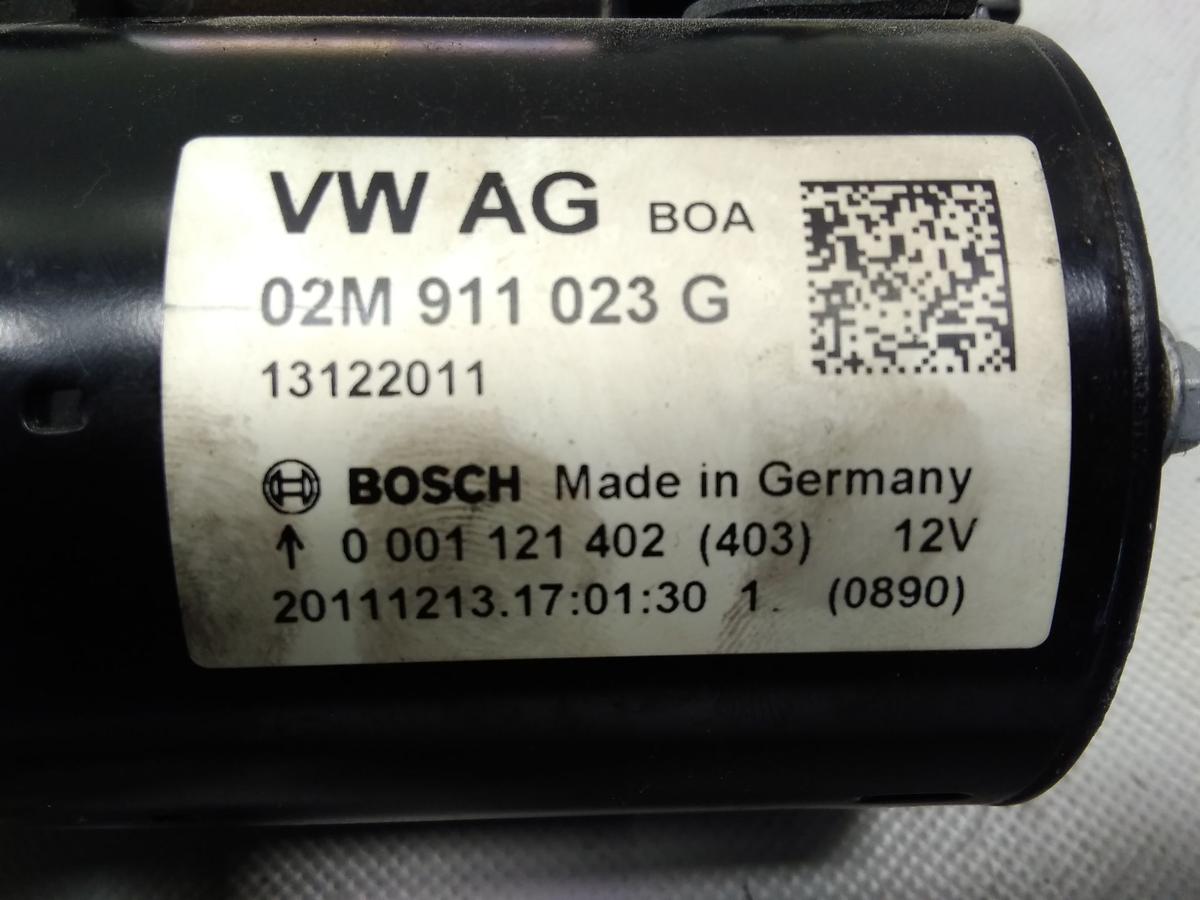 VW AG BOA
02M 911 023 G
13122011
BOSCH Made in Germany
↑ 0 001 121 402 (403) 12V
20111213.17:01:30 1. (0890)